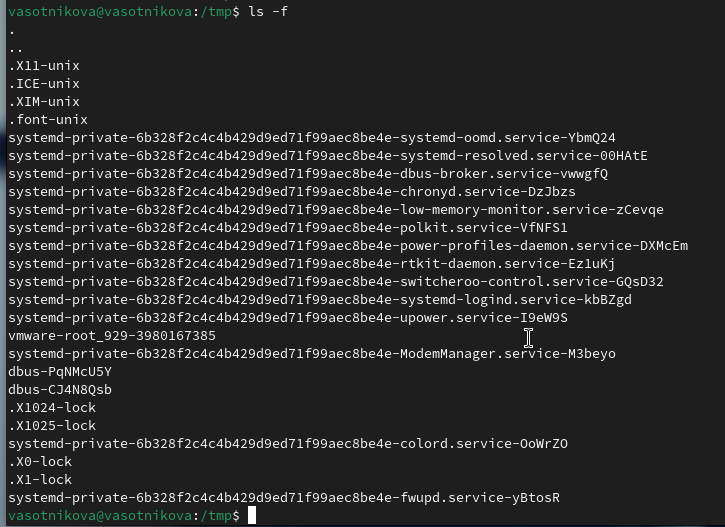 vasotnikova@vasotnikova:/tmp$ ls -f
.
..
.X11-unix
.ICE-unix
.XIM-unix
.font-unix
systemd-private-6b328f2c4c4b429d9ed71f99aec8be4e-systemd-oomd.service-YbmQ24
systemd-private-6b328f2c4c4b429d9ed71f99aec8be4e-systemd-resolved.service-00HAtE
systemd-private-6b328f2c4c4b429d9ed71f99aec8be4e-dbus-broker.service-vwwgfQ
systemd-private-6b328f2c4c4b429d9ed71f99aec8be4e-chronyd.service-DzJbzs
systemd-private-6b328f2c4c4b429d9ed71f99aec8be4e-low-memory-monitor.service-zCevqe
systemd-private-6b328f2c4c4b429d9ed71f99aec8be4e-polkit.service-VfNFS1
systemd-private-6b328f2c4c4b429d9ed71f99aec8be4e-power-profiles-daemon.service-DXMcEm
systemd-private-6b328f2c4c4b429d9ed71f99aec8be4e-rtkit-daemon.service-Ez1uKj
systemd-private-6b328f2c4c4b429d9ed71f99aec8be4e-switcheroo-control.service-GQsD32
systemd-private-6b328f2c4c4b429d9ed71f99aec8be4e-systemd-logind.service-kbBZgd
systemd-private-6b328f2c4c4b429d9ed71f99aec8be4e-upower.service-I9eW9S
vmware-root_929-3980167385
systemd-private-6b328f2c4c4b429d9ed71f99aec8be4e-ModemManager.service-M3beyo
dbus-PqNMcU5Y
dbus-CJ4N8Qsb
.X1024-lock
.X1025-lock
systemd-private-6b328f2c4c4b429d9ed71f99aec8be4e-colord.service-OoWrZO
.X0-lock
.X1-lock
systemd-private-6b328f2c4c4b429d9ed71f99aec8be4e-fwupd.service-yBtosR
vasotnikova@vasotnikova:/tmp$